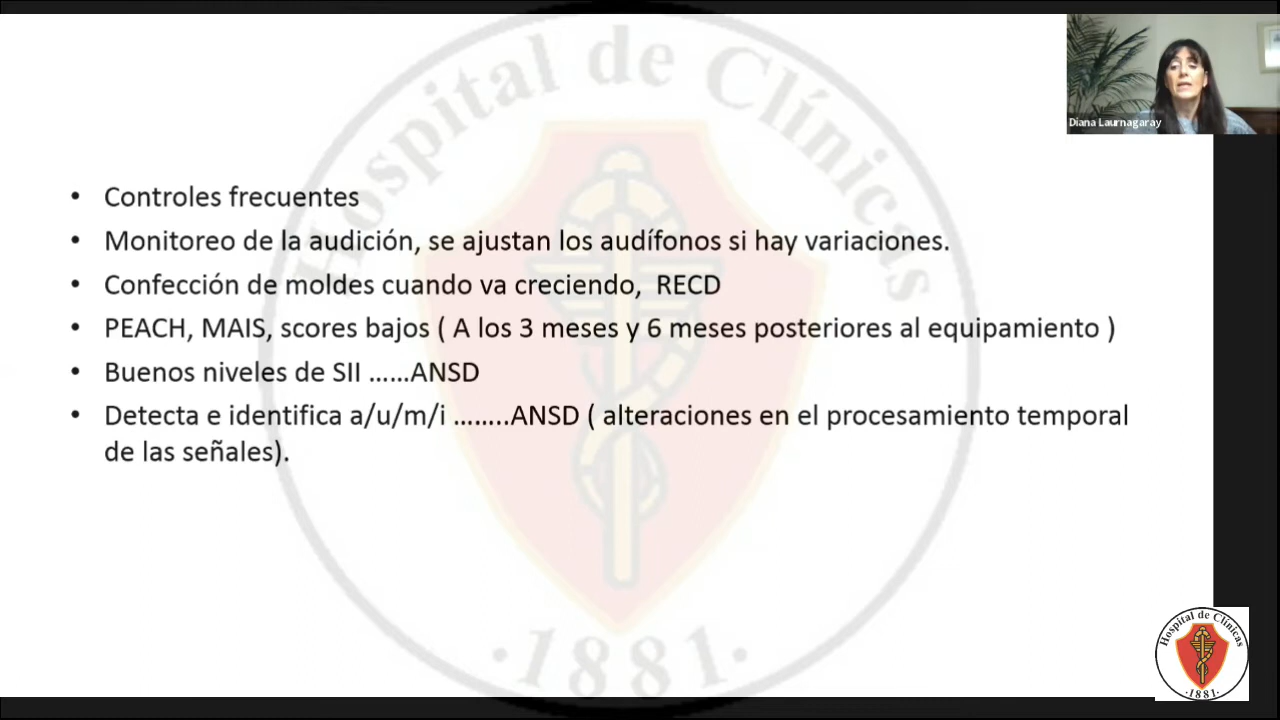 Hospital de Clínicas
Diana Laurnagaray
• Controles frecuentes
• Monitoreo de la audición, se ajustan los audífonos si hay variaciones.
• Confección de moldes cuando va creciendo,  RECD
• PEACH, MAIS, scores bajos ( A los 3 meses y 6 meses posteriores al equipamiento )
• Buenos niveles de SII ……ANSD
• Detecta e identifica a/u/m/i ……..ANSD ( alteraciones en el procesamiento temporal
de las señales).
·1881·
Hospital de Clínicas
·1881·